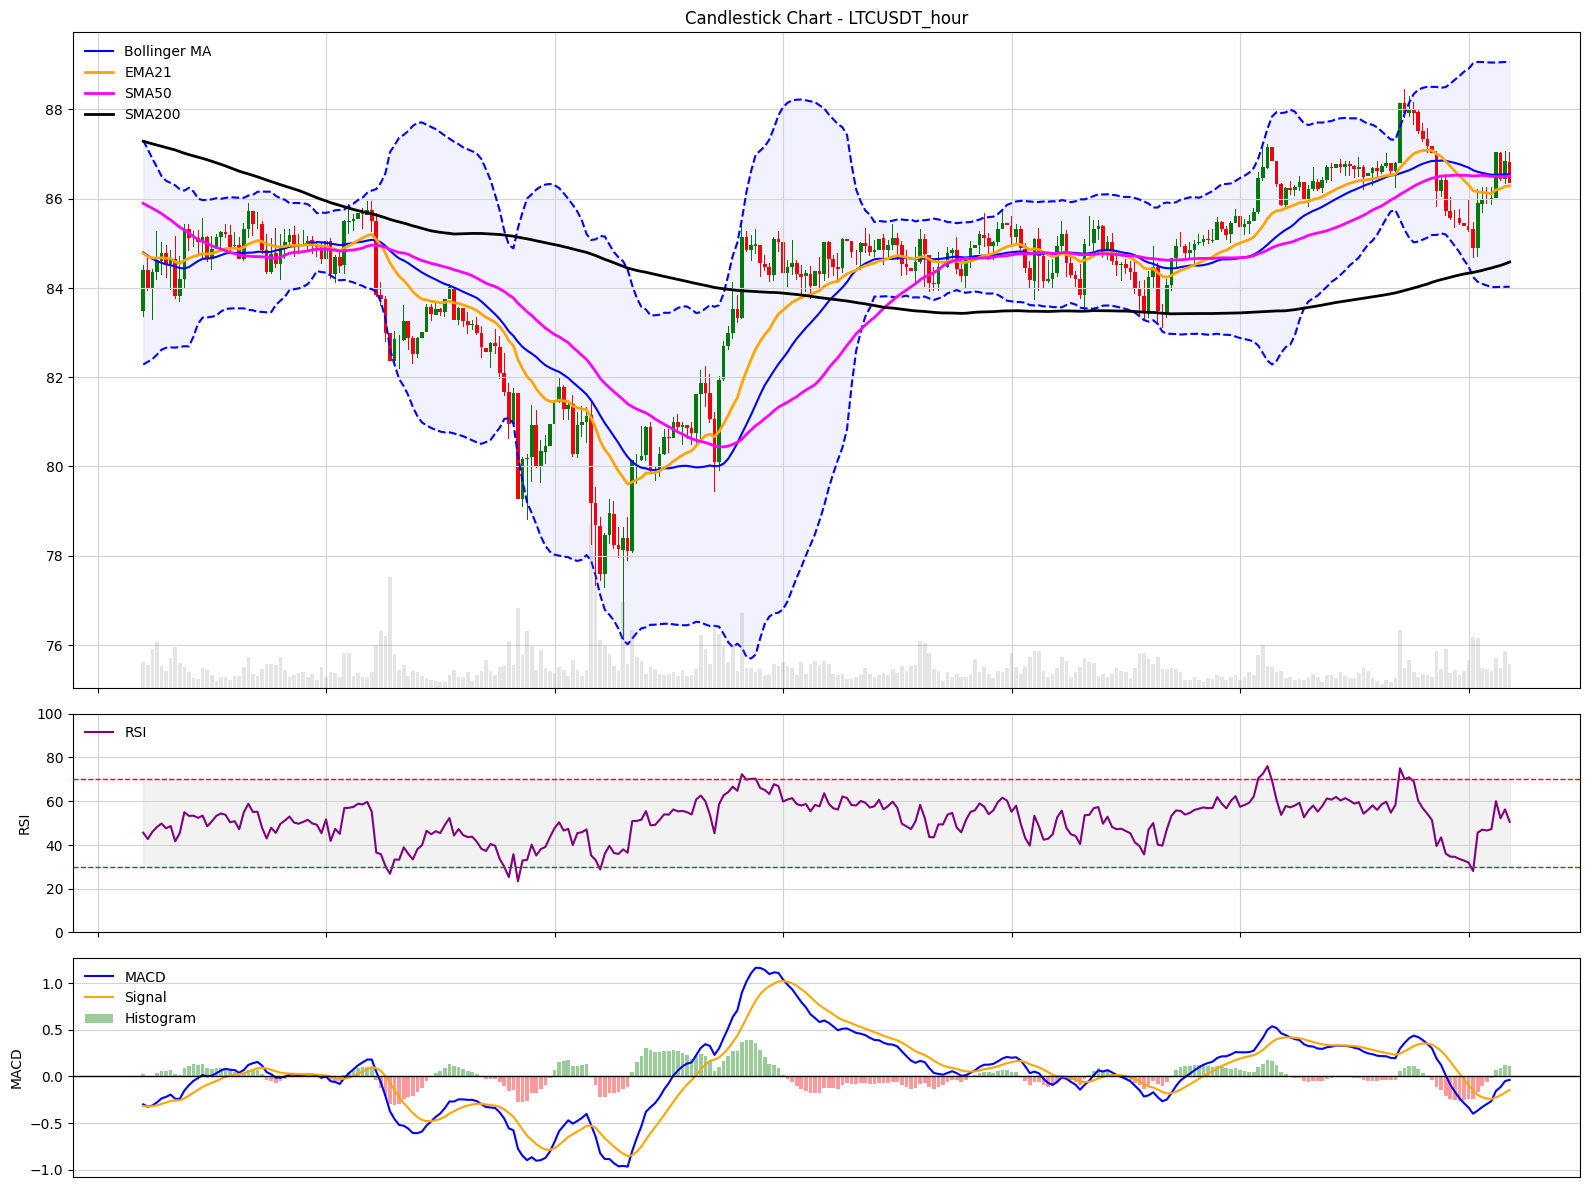 Candlestick Chart - LTCUSDT_hour
Bollinger MA
EMA21
SMA50
SMA200
88
86
84
82
80
78
76
RSI
100
80
60
40
20
0
RSI
MACD
Signal
Histogram
1.0
0.5
0.0
−0.5
−1.0
MACD